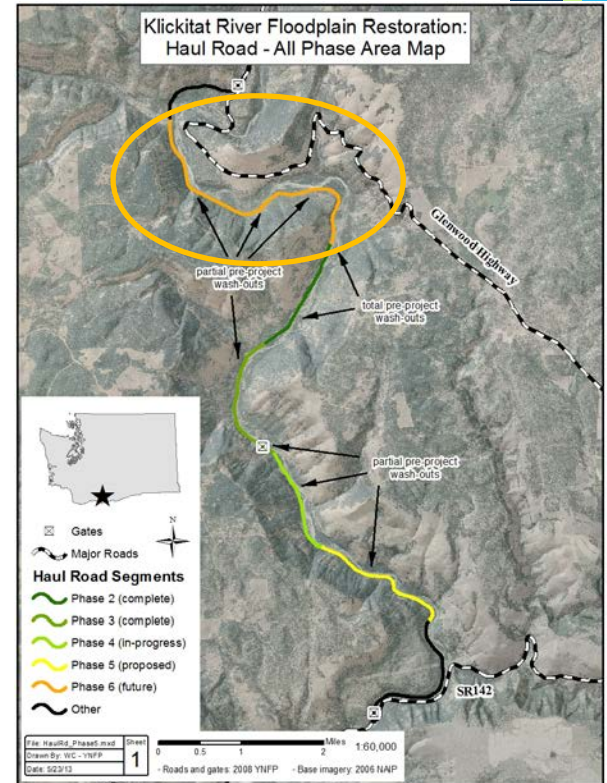 Klickitat River Floodplain Restoration:
Haul Road - All Phase Area Map
Glenwood Highway
partial pre-project
wash-outs
total pre-project
wash-outs
partial pre-project
wash-outs
N
Gates
Major Roads
Haul Road Segments
Phase 2 (complete)
Phase 3 (complete)
Phase 4 (in-progress)
Phase 5 (proposed)
Phase 6 (future)
Other
SR142
File: HaulRd_Phase5.mxd
Drawn By: WC - YNFP
Date: 5/23/13
Sheet
1
Miles
0 0.5 1 2
1:60,000
- Roads and gates: 2008 YNFP - Base imagery: 2006 NAIP